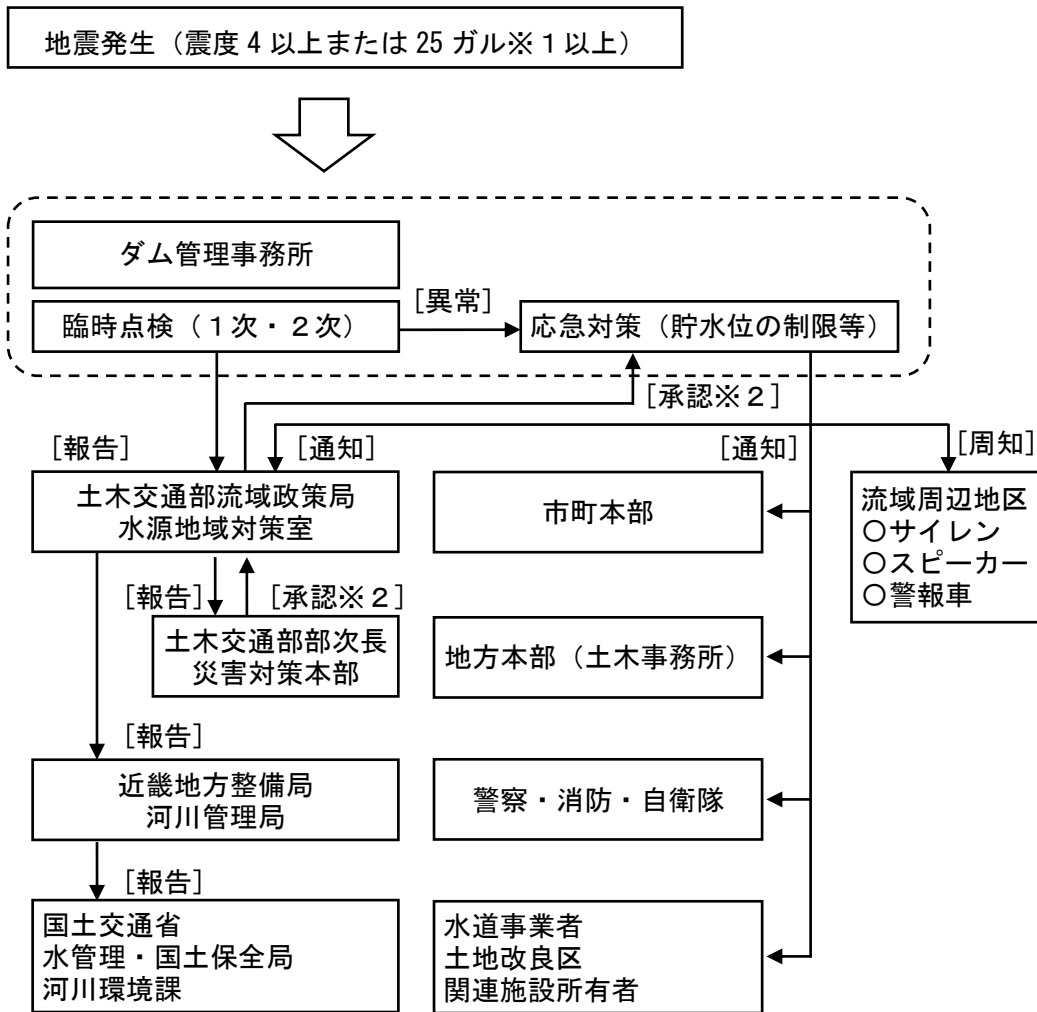 地震発生（震度４以上または 25 ガル※１以上）
ダム管理事務所
臨時点検（１次・２次）
［異常］
応急対策（貯水位の制限等）
［承認※２］
［報告］
［通知］
［通知］
［周知］
土木交通部流域政策局
水源地域対策室
市町本部
流域周辺地区
○サイレン
○スピーカー
○警報車
［報告］
［承認※２］
土木交通部部次長
災害対策本部
地方本部（土木事務所）
［報告］
近畿地方整備局
河川管理局
警察・消防・自衛隊
［報告］
国土交通省
水管理・国土保全局
河川環境課
水道事業者
土地改良区
関連施設所有者